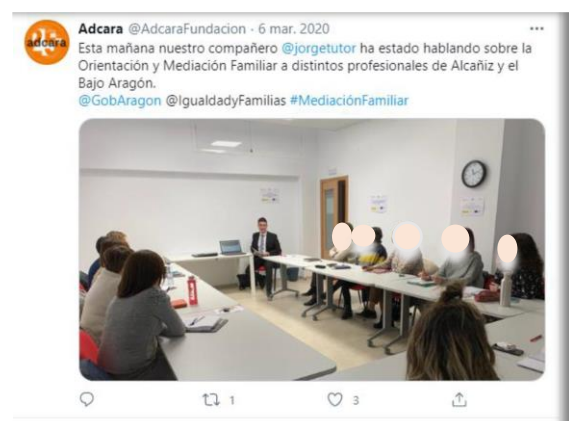 adcara
Adcara @AdcaraFundacion · 6 mar. 2020
Esta mañana nuestro compañero @jorgetutor ha estado hablando sobre la
Orientación y Mediación Familiar a distintos profesionales de Alcañiz y el
Bajo Aragón.
@GobAragon @IgualdadyFamilias #MediaciónFamiliar
1
3